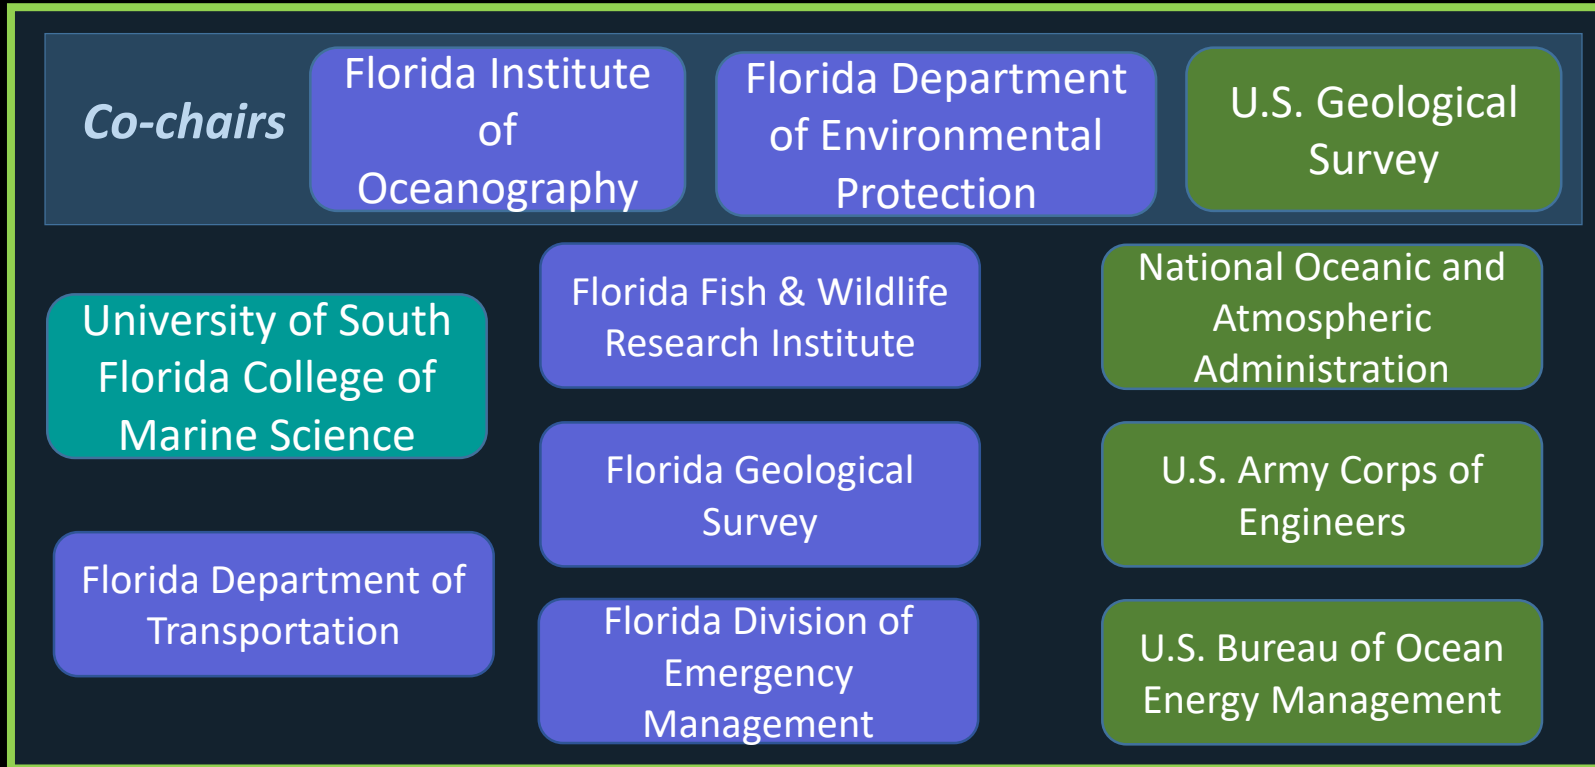 Co-chairs
Florida Institute
of
Oceanography
Florida Department
of Environmental
Protection
U.S. Geological
Survey
University of South
Florida College of
Marine Science
Florida Department of
Transportation
Florida Fish & Wildlife
Research Institute
Florida Geological
Survey
Florida Division of
Emergency
Management
National Oceanic and
Atmospheric
Administration
U.S. Army Corps of
Engineers
U.S. Bureau of Ocean
Energy Management